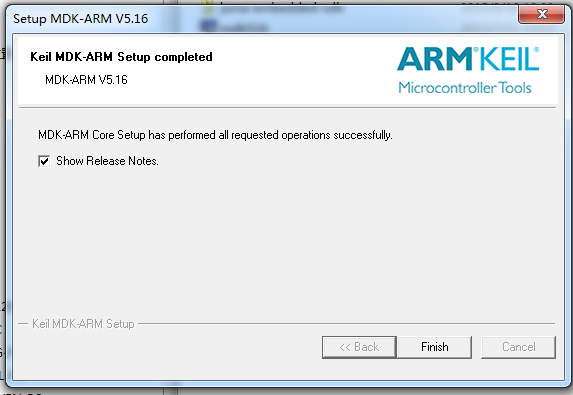 Setup MDK-ARM V5.16
Keil MDK-ARM Setup completed
MDK-ARM V5.16
ARM KEIL
Microcontroller Tools
MDK-ARM Core Setup has performed all requested operations successfully.
Show Release Notes.
Keil MDK-ARM Setup
<< Back
Finish
Cancel